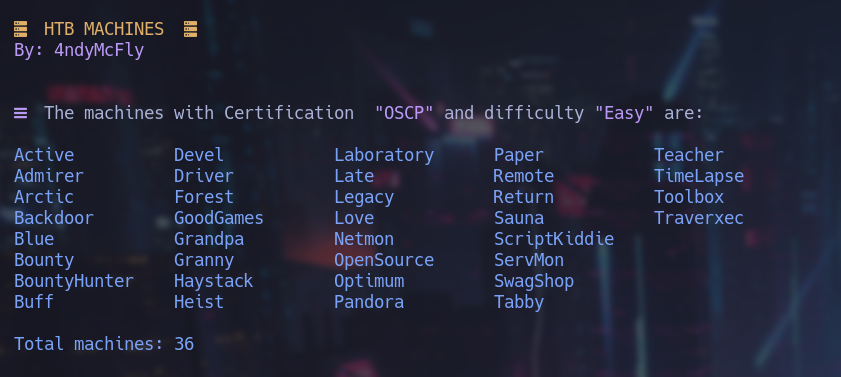 HTB MACHINES
By: 4ndyMcFly
The machines with Certification "OSCP" and difficulty "Easy" are:
Active Devel Laboratory Paper Teacher
Admirer Driver Late Remote TimeLapse
Arctic Forest Legacy Return Toolbox
Backdoor GoodGames Love Sauna Traverxec
Blue Grandpa Netmon ScriptKiddie
Bounty Granny OpenSource ServMon
BountyHunter Haystack Optimum SwagShop
Buff Heist Pandora Tabby
Total machines: 36